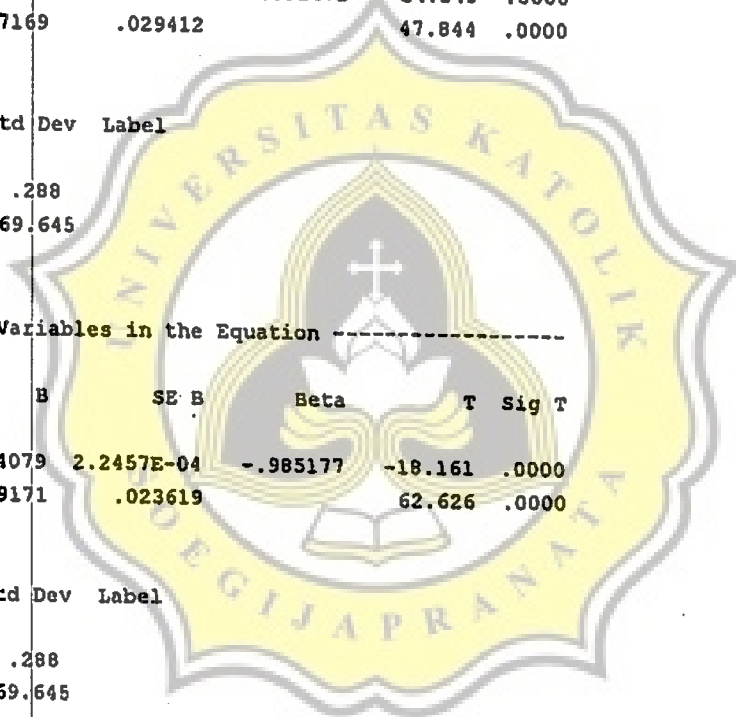 7169 .029412 47.844 .0000
td Dev Label
.288
69.645
Variables in the Equation ------------------
B SE B Beta T Sig T
4079 2.2457E-04 -.985177 -18.161 .0000
9171 .023619 62.626 .0000
td Dev Label
.288
69.645
UNIVERSITAS KATOLIK
SOEGIJAPRANATA